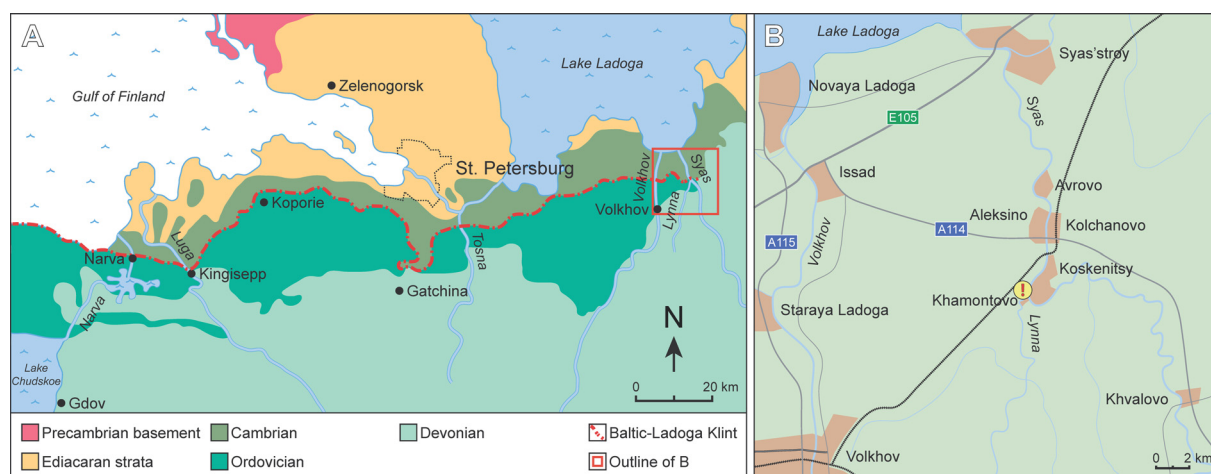 A
Gulf of Finland
Zelenogorsk
Lake Ladoga
St. Petersburg
Koporie
Luga
Narva
Kingisepp
Narva
Gatchina
Tosna
Volkhov
Volkhov
Lynna
Syas
Lake
Chudskoe
Gdov
N
0 20 km
Precambrian basement
Cambrian
Devonian
Baltic-Ladoga Klint
Ediacaran strata
Ordovician
Outline of B
B
Lake Ladoga
Syas'stroy
Novaya Ladoga
Syas
E105
Issad
Avrovo
Aleksino
Kolchanovo
A114
A115
Volkhov
Koskenitsy
!
Khamontovo
Staraya Ladoga
Lynna
Khvalovo
Volkhov
0 2 km